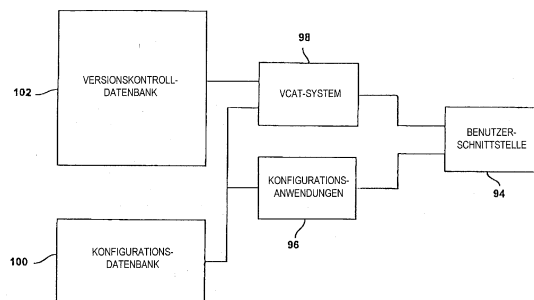 98
VERSIONSKONTROLL-
DATENBANK
102
VCAT-SYSTEM
BENUTZER-
SCHNITTSTELLE
94
KONFIGURATIONS-
ANWENDUNGEN
96
KONFIGURATIONS-
DATENBANK
100